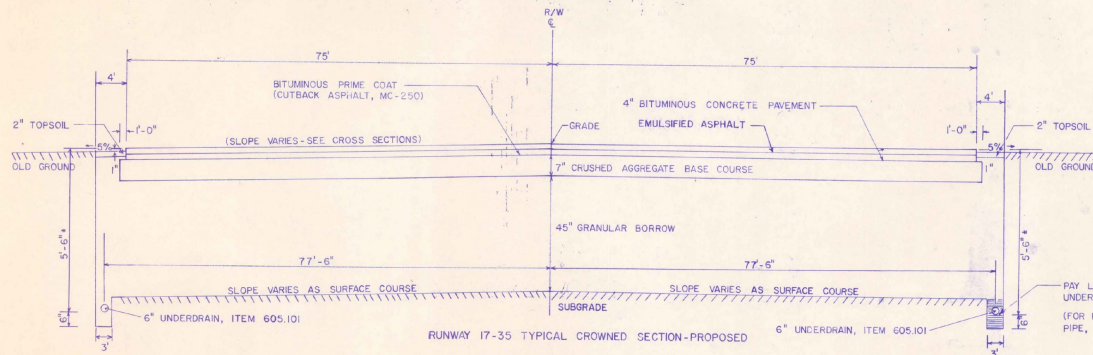 R/W
℄
75'
75'
4'
4'
BITUMINOUS PRIME COAT
(CUTBACK ASPHALT, MC-250)
4" BITUMINOUS CONCRETE PAVEMENT
2" TOPSOIL
1'-0"
(SLOPE VARIES-SEE CROSS SECTIONS)
GRADE
EMULSIFIED ASPHALT
1'-0"
2" TOPSOIL
5%
5%
OLD GROUND
1"
7" CRUSHED AGGREGATE BASE COURSE
1"
OLD GROUND
5'-6"±
45" GRANULAR BORROW
5'-6"±
77'-6"
77'-6"
SLOPE VARIES AS SURFACE COURSE
SLOPE VARIES AS SURFACE COURSE
SUBGRADE
PAY L
UNDER
6"
6" UNDERDRAIN, ITEM 605.101
6" UNDERDRAIN, ITEM 605.101
6"
(FOR
PIPE,
3'
RUNWAY 17-35 TYPICAL CROWNED SECTION-PROPOSED
3'